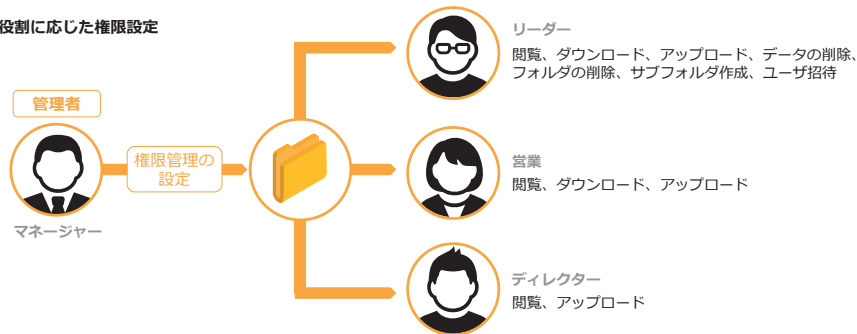 役割に応じた権限設定
リーダー
閲覧、ダウンロード、アップロード、データの削除、
フォルダの削除、サブフォルダ作成、ユーザ招待
管理者
権限管理の
設定
マネージャー
営業
閲覧、ダウンロード、アップロード
ディレクター
閲覧、アップロード